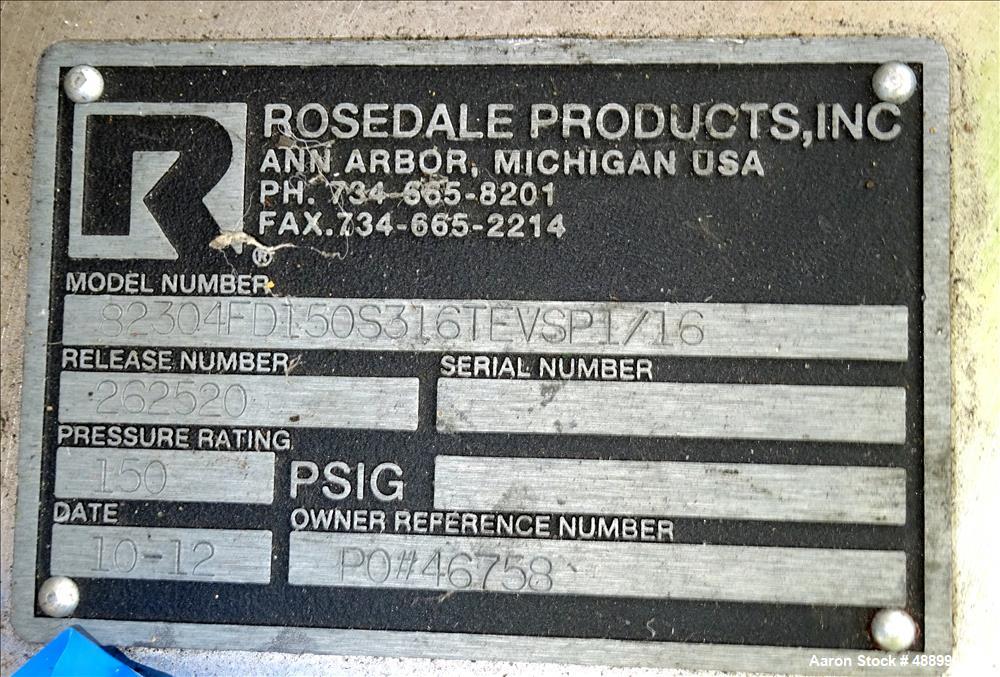 ROSEDALE PRODUCTS,INC
ANN ARBOR, MICHIGAN USA
PH. 734-665-8201
FAX.734-665-2214
R
®
MODEL NUMBER
82304FD150S316TEVSP1/16
RELEASE NUMBER
SERIAL NUMBER
262520
PRESSURE RATING
150
PSIG
DATE
OWNER REFERENCE NUMBER
10-12
PO#46758
Aaron Stock #